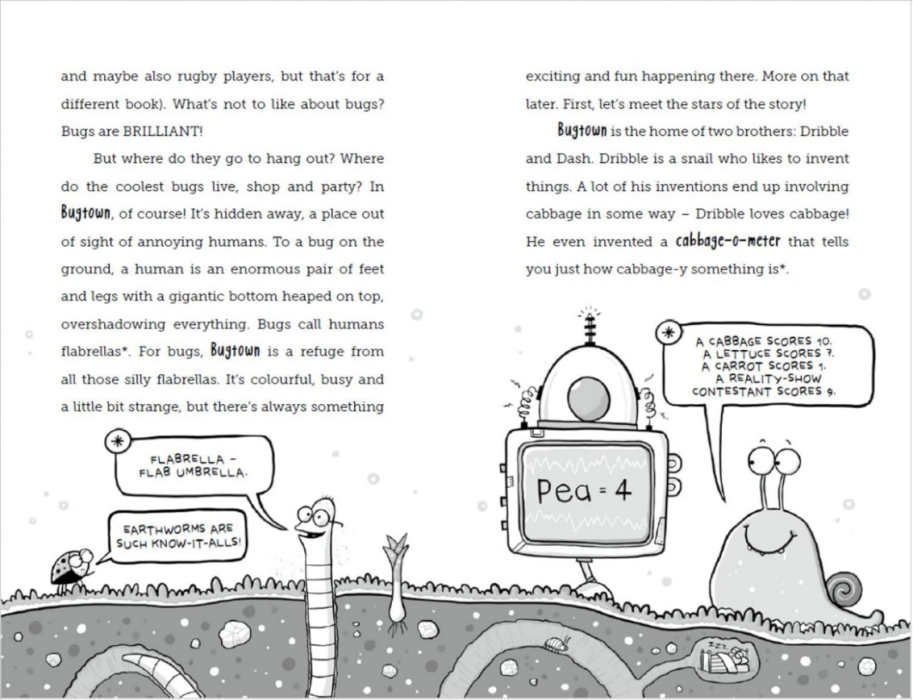 and maybe also rugby players, but that's for a
different book). What's not to like about bugs?
Bugs are BRILLIANT!
But where do they go to hang out? Where
do the coolest bugs live, shop and party? In
Bugtown, of course! It's hidden away, a place out
of sight of annoying humans. To a bug on the
ground, a human is an enormous pair of feet
and legs with a gigantic bottom heaped on top,
overshadowing everything. Bugs call humans
flabrellas*. For bugs, Bugtown is a refuge from
all those silly flabrellas. It's colourful, busy and
a little bit strange, but there's always something
*
FLABRELLA –
FLAB UMBRELLA.
EARTHWORMS ARE
SUCH KNOW-IT-ALLS!
exciting and fun happening there. More on that
later. First, let's meet the stars of the story!
Bugtown is the home of two brothers: Dribble
and Dash. Dribble is a snail who likes to invent
things. A lot of his inventions end up involving
cabbage in some way – Dribble loves cabbage!
He even invented a cabbage-o-meter that tells
you just how cabbage-y something is*.
*
A CABBAGE SCORES 10.
A LETTUCE SCORES 7.
A CARROT SCORES 1.
A REALITY-SHOW
CONTESTANT SCORES 9.
Pea = 4
ZZZ